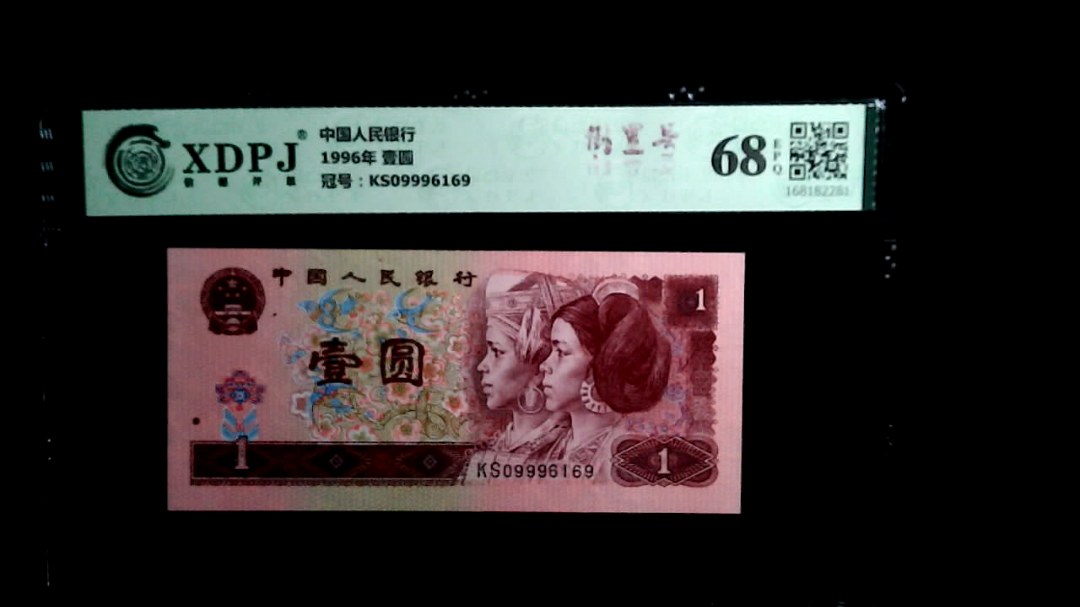 XDPJ®
中国人民银行
1996年 壹圆
冠号：KS09996169
68
EPQ
168182281
中国人民银行
1
壹圆
1
KS09996169
1